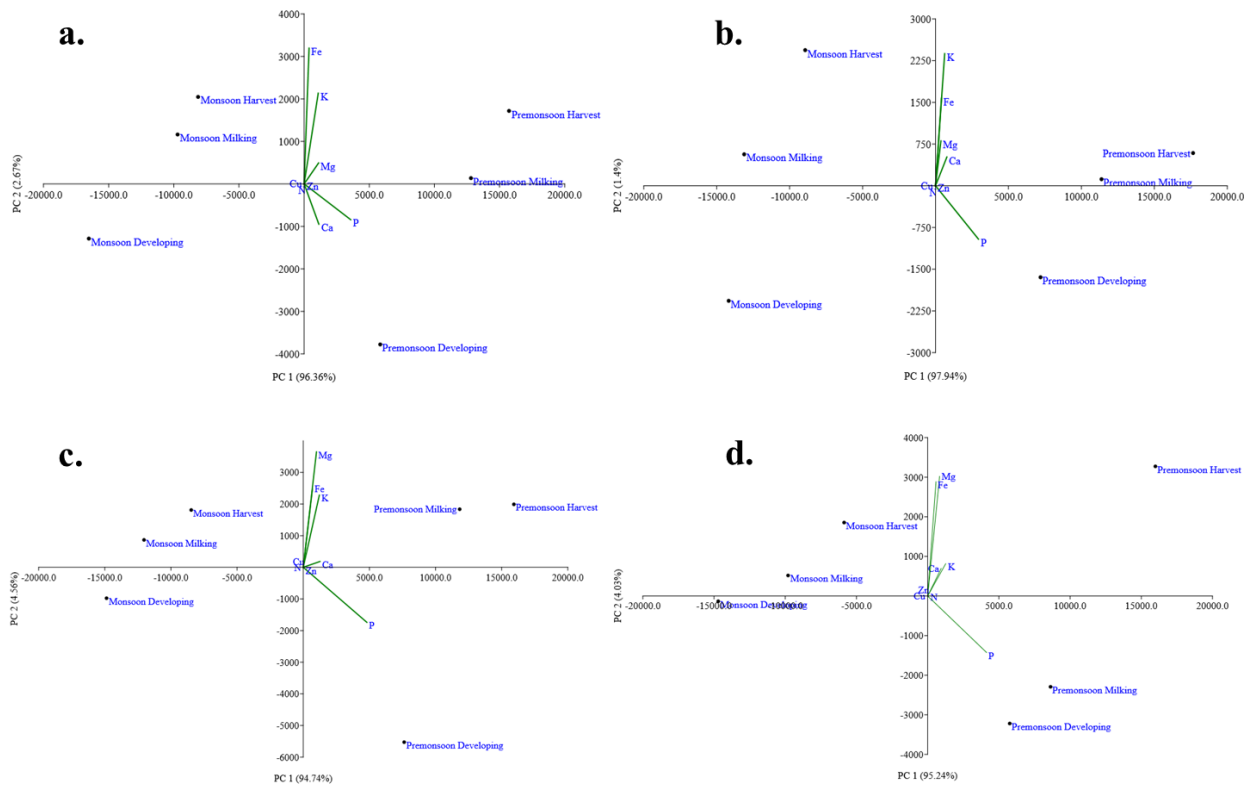 a.
4000
Fe
3000
K
2000
Monsoon Harvest
Premonsoon Harvest
Monsoon Milking
1000
Mg
PC 2 (2.67%)
-20000.0 -15000.0 -10000.0 -5000.0 Cu Zn 5000.0 10000.0 15000.0 20000.0
N
Premonsoon Milking
P
-1000
Ca
Monsoon Developing
-2000
-3000
Premonsoon Developing
-4000
PC 1 (96.36%)
b.
3000
Monsoon Harvest
K
2250
Fe
1500
Mg
750
Monsoon Milking
Ca
Premonsoon Harvest
Premonsoon Milking
PC 2 (1.4%)
-20000.0 -15000.0 -10000.0 -5000.0 Cu Zn 5000.0 10000.0 15000.0 20000.0
N
-750
P
-1500
Premonsoon Developing
Monsoon Developing
-2250
-3000
PC 1 (97.94%)
c.
Mg
3000
Fe
K
2000
Monsoon Harvest
Premonsoon Milking
Premonsoon Harvest
1000
Monsoon Milking
PC 2 (4.56%)
Cu
Ca
-20000.0 -15000.0 -10000.0 -5000.0 N Zn 5000.0 10000.0 15000.0 20000.0
Monsoon Developing
-1000
P
-2000
-3000
-4000
-5000
Premonsoon Developing
-6000
PC 1 (94.74%)
d.
4000
Premonsoon Harvest
Mg
3000
Fe
2000
Monsoon Harvest
1000
Ca K
Monsoon Milking
PC 2 (4.03%)
Zn
Cu N
-20000.0 -15000.0 -10000.0 -5000.0 5000.0 10000.0 15000.0 20000.0
Monsoon Developing
-1000
P
-2000
Premonsoon Milking
-3000
Premonsoon Developing
-4000
PC 1 (95.24%)